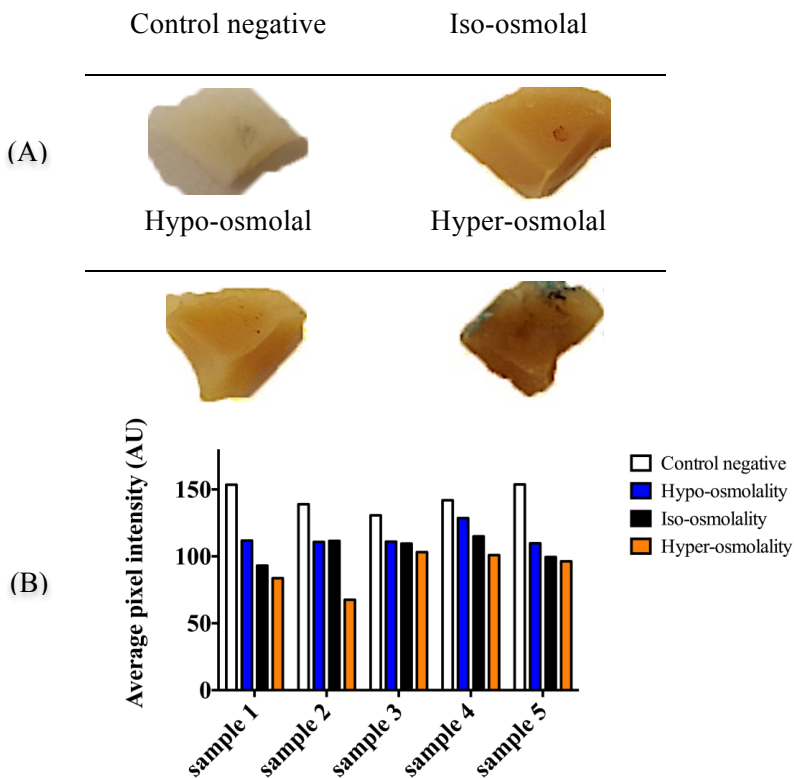 Control negative Iso-osmolal
(A)
Hypo-osmolal Hyper-osmolal
(B)
Average pixel intensity (AU)
150
100
50
0
sample 1
sample 2
sample 3
sample 4
sample 5
Control negative
Hypo-osmolality
Iso-osmolality
Hyper-osmolality